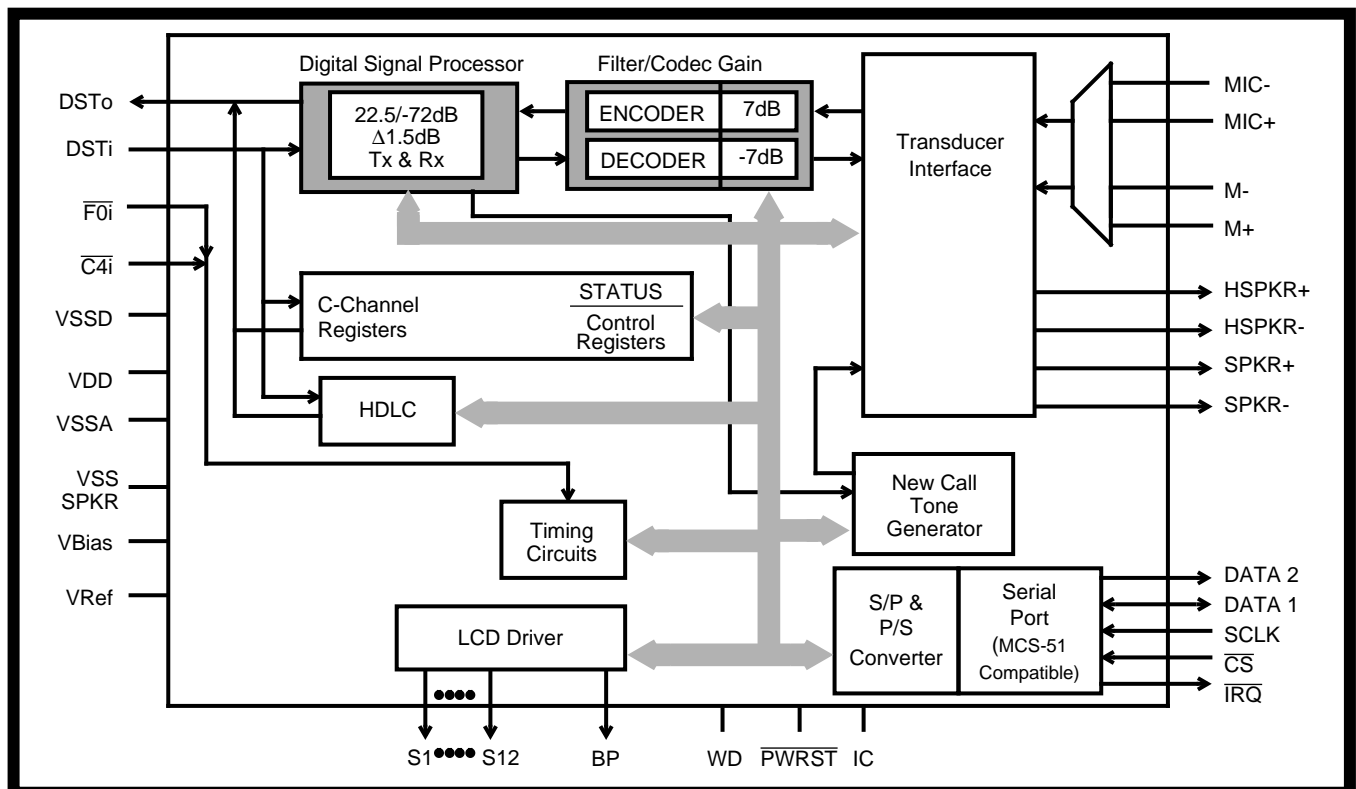 Digital Signal Processor
Filter/Codec Gain
DSTo
DSTi
F0i
C4i
VSSD
VDD
VSSA
VSS
SPKR
VBias
VRef
22.5/-72dB
Δ1.5dB
Tx & Rx
ENCODER
7dB
DECODER
-7dB
Transducer
Interface
MIC-
MIC+
M-
M+
HSPKR+
HSPKR-
SPKR+
SPKR-
C-Channel
Registers
STATUS
Control
Registers
HDLC
Timing
Circuits
New Call
Tone
Generator
LCD Driver
S/P &
P/S
Converter
Serial
Port
(MCS-51
Compatible)
DATA 2
DATA 1
SCLK
CS
IRQ
S1
S12
BP
WD
PWRST
IC